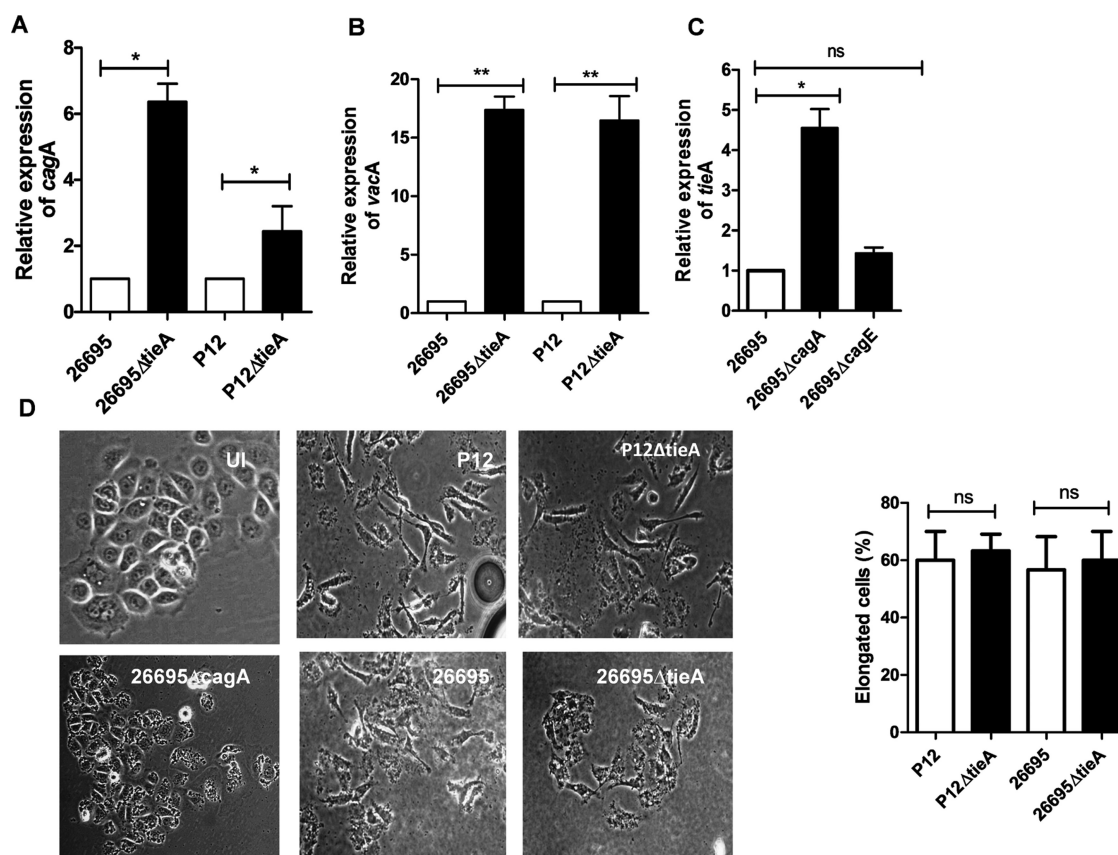 A
Relative expression
of cagA
8
6
4
2
0
*
*
26695
26695ΔtieA
P12
P12ΔtieA
B
Relative expression
of vacA
20
15
10
5
0
**
**
26695
26695ΔtieA
P12
P12ΔtieA
C
Relative expression
of tieA
6
5
4
3
2
1
0
ns
*
26695
26695ΔcagA
26695ΔcagE
D
UI
P12
P12ΔtieA
26695ΔcagA
26695
26695ΔtieA
Elongated cells (%)
80
60
40
20
0
ns
ns
P12
P12ΔtieA
26695
26695ΔtieA